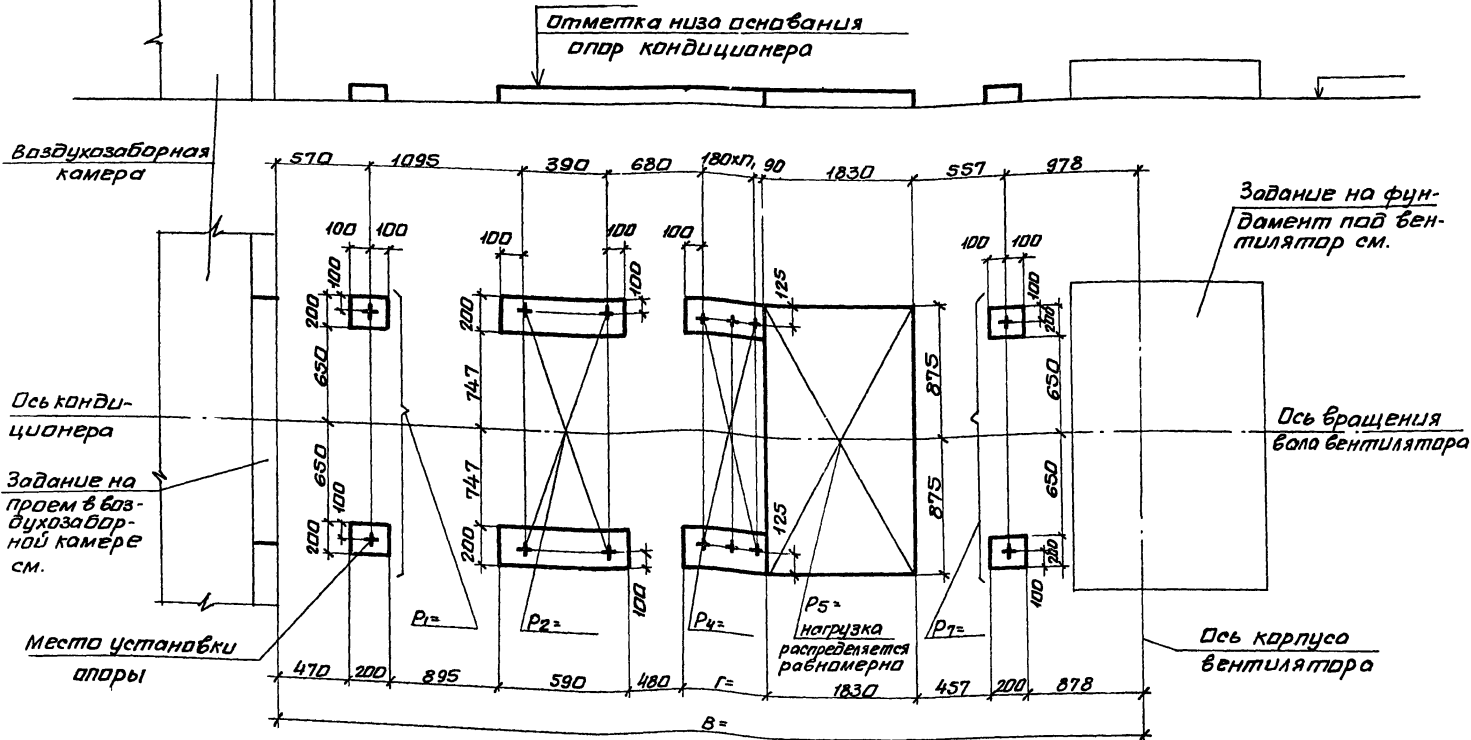 Отметка низа основания
опор кондиционера
Воздухозаборная
камера
570 1095 390 680 180xn₁ 90 1830 557 978
Задание на фун-
дамент под вен-
тилятор см.
100 100 100 100 100 100 100
100 100 125 100
200 200 200
650 747 875 650
Ось конди-
ционера
Ось вращения
вала вентилятора
650 747 875 650
Задание на
проем в воз-
духозабор-
ной камере
см.
100 125
200 200 200
100 100
P₁=
P₂=
P₄=
P₅=
нагрузка
распределяется
равномерно
P₇=
Место установки
опоры
Ось корпуса
вентилятора
470 200 895 590 480 Г= 1830 457 200 878
В=